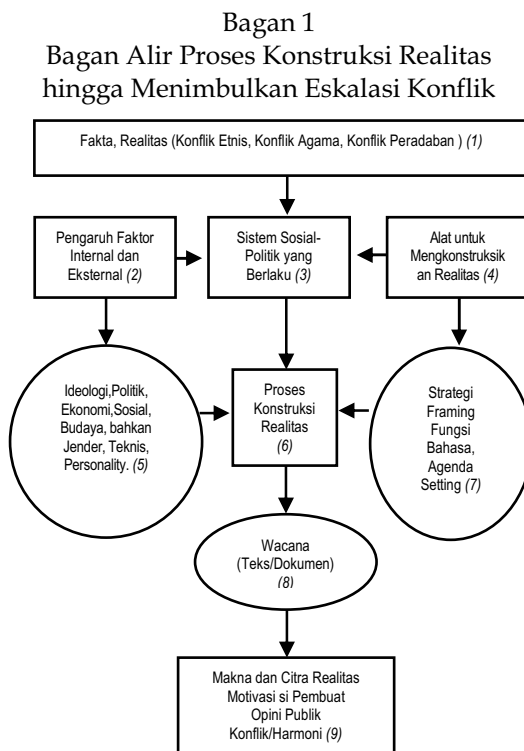 Bagan 1
Bagan Alir Proses Konstruksi Realitas
hingga Menimbulkan Eskalasi Konflik
Fakta, Realitas (Konflik Etnis, Konflik Agama, Konflik Peradaban ) (1)
Pengaruh Faktor
Internal dan
Eksternal (2)
Sistem Sosial-
Politik yang
Berlaku (3)
Alat untuk
Mengkonstruksik
an Realitas (4)
Ideologi,Politik,
Ekonomi,Sosial,
Budaya, bahkan
Jender, Teknis,
Personality. (5)
Proses
Konstruksi
Realitas
(6)
Strategi
Framing
Fungsi
Bahasa,
Agenda
Setting (7)
Wacana
(Teks/Dokumen)
(8)
Makna dan Citra Realitas
Motivasi si Pembuat
Opini Publik
Konflik/Harmoni (9)